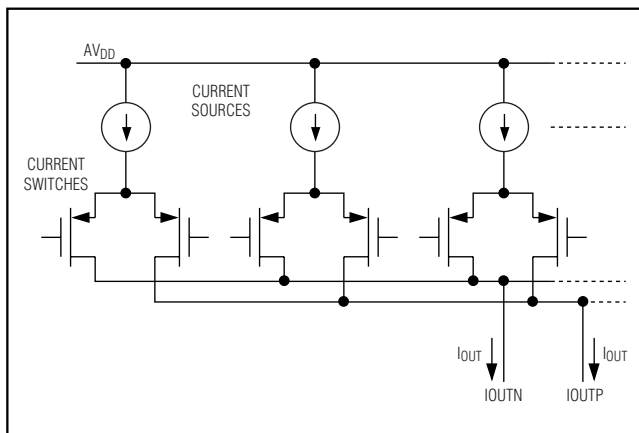 AVDD
CURRENT
SOURCES
CURRENT
SWITCHES
IOUT
IOUT
IOUTN
IOUTP